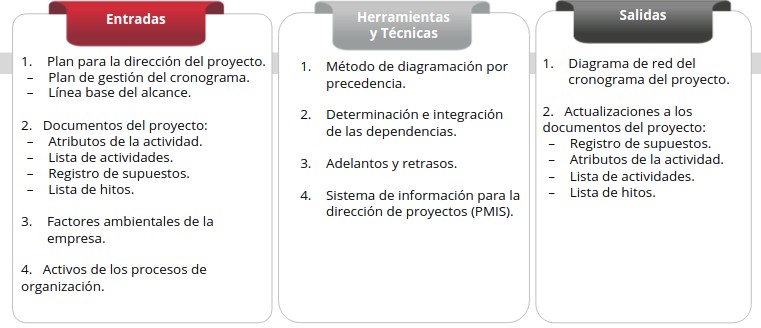 Entradas
1. Plan para la dirección del proyecto.
– Plan de gestión del cronograma.
– Línea base del alcance.
2. Documentos del proyecto:
– Atributos de la actividad.
– Lista de actividades.
– Registro de supuestos.
– Lista de hitos.
3. Factores ambientales de la
empresa.
4. Activos de los procesos de
organización.
Herramientas
y Técnicas
1. Método de diagramación por
precedencia.
2. Determinación e integración
de las dependencias.
3. Adelantos y retrasos.
4. Sistema de información para la
dirección de proyectos (PMIS).
Salidas
1. Diagrama de red del
cronograma del proyecto.
2. Actualizaciones a los
documentos del proyecto:
– Registro de supuestos.
– Atributos de la actividad.
– Lista de actividades.
– Lista de hitos.